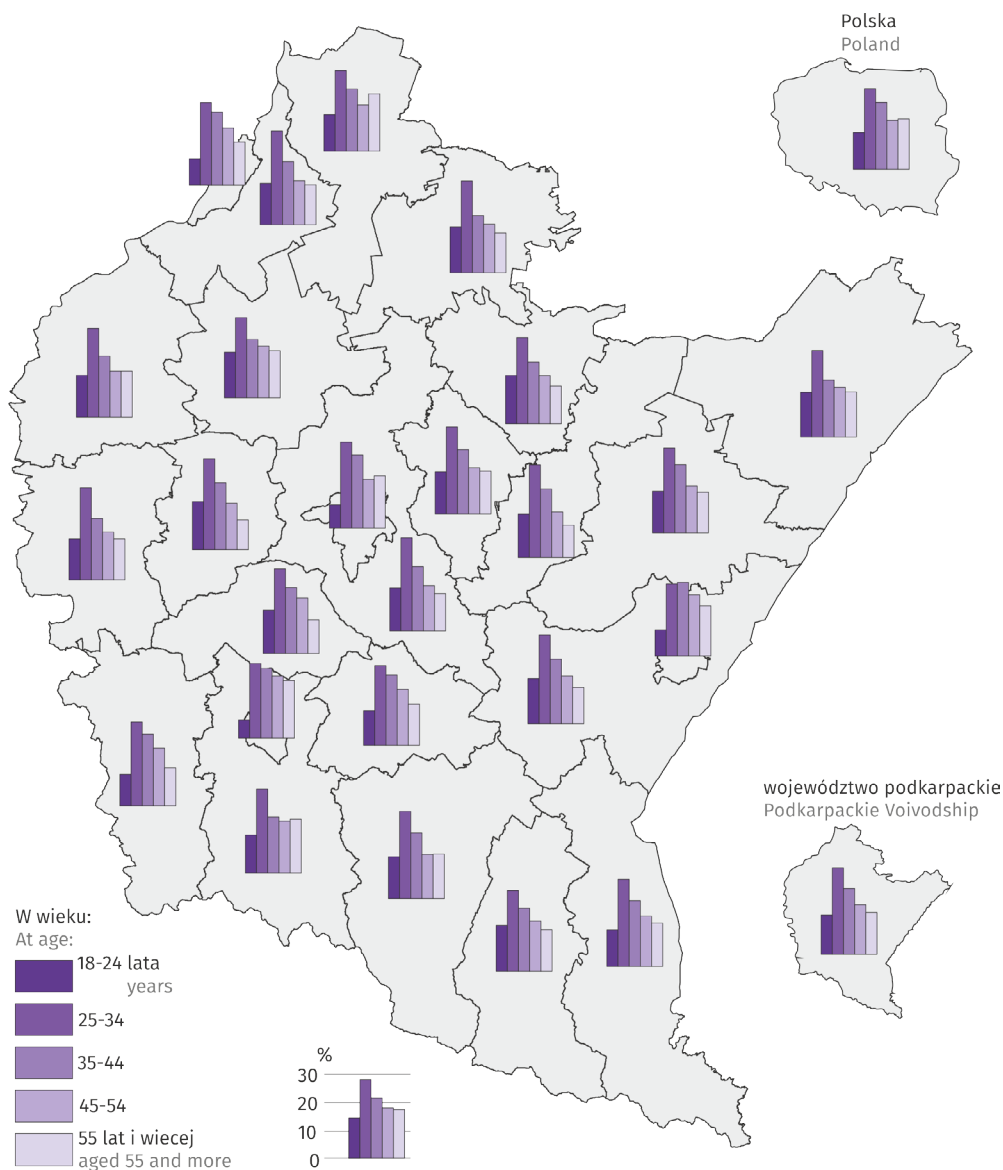 Polska
Poland
województwo podkarpackie
Podkarpackie Voivodship
W wieku:
At age:
18-24 lata
years
25-34
35-44
45-54
55 lat i wiecej
aged 55 and more
%
30
20
10
0